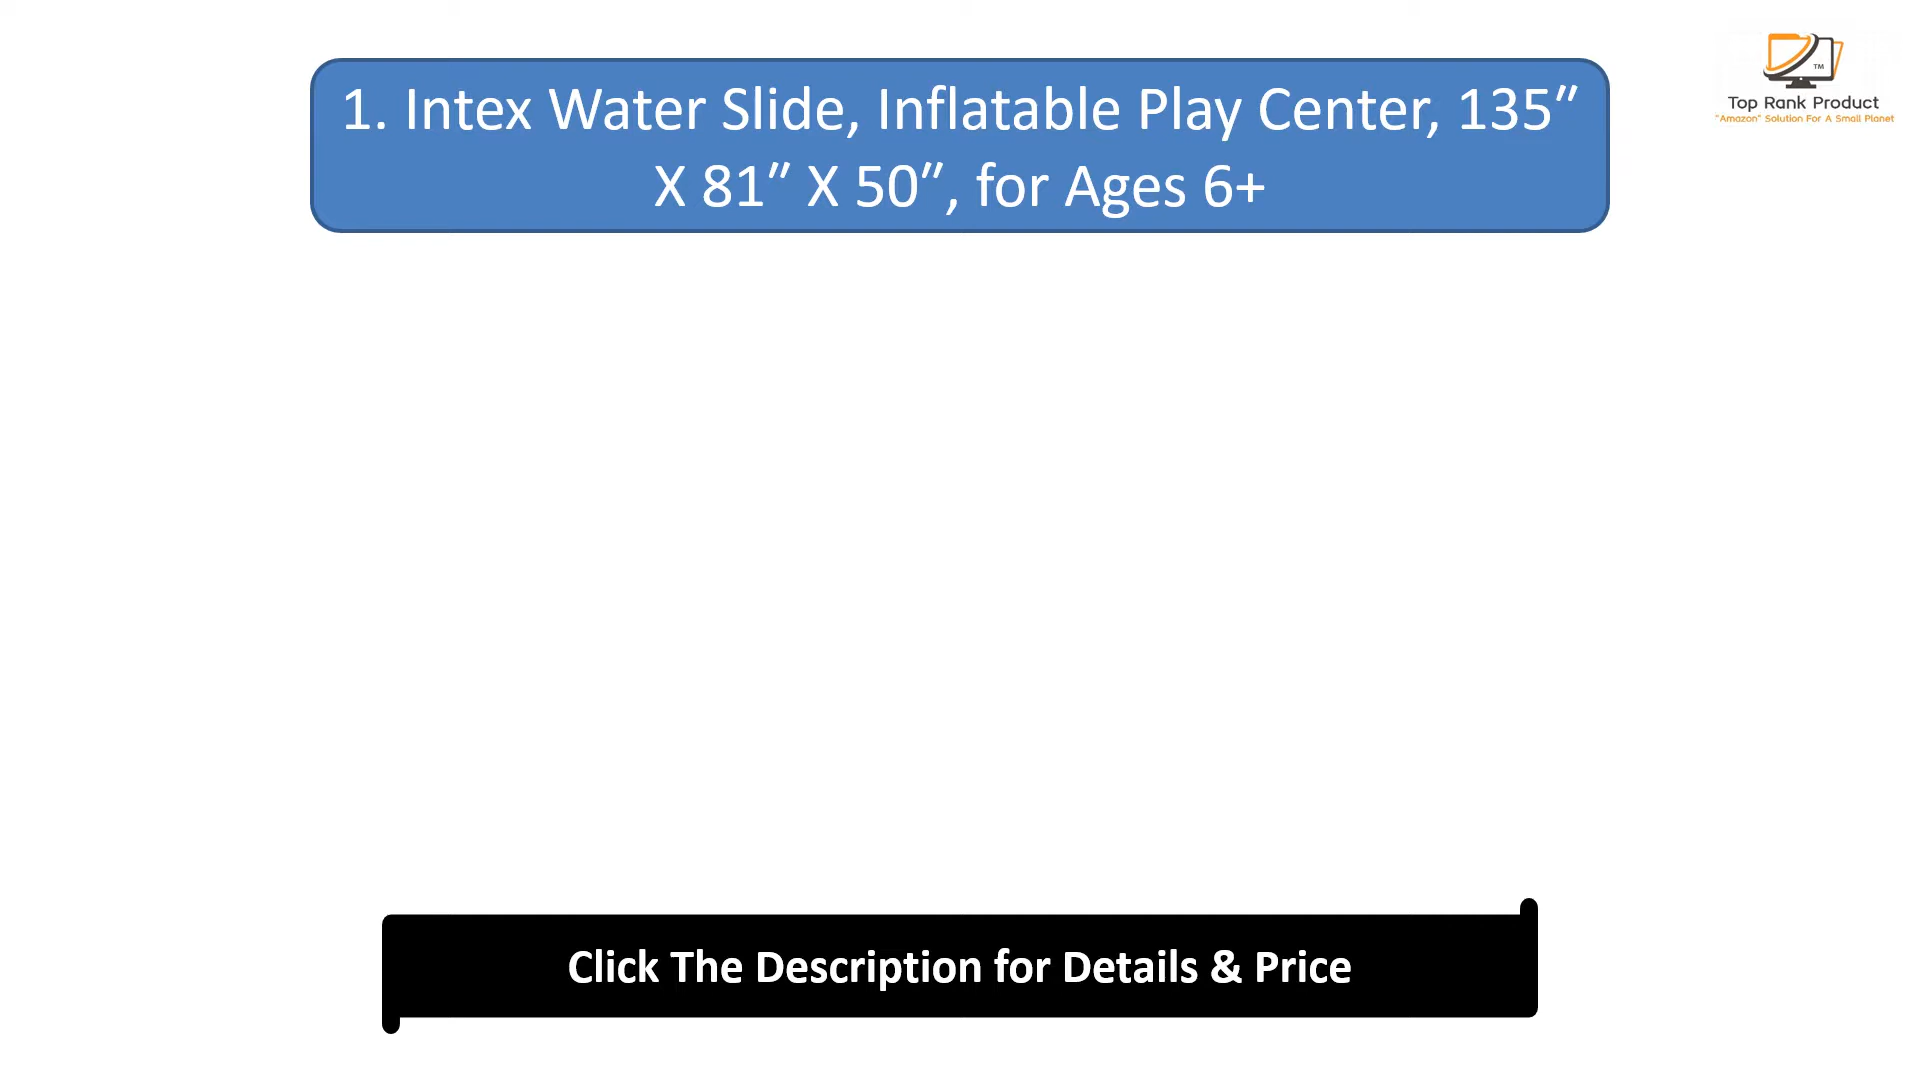 1. Intex Water Slide, Inflatable Play Center, 135″
X 81″ X 50″, for Ages 6+
TM
Top Rank Product
"Amazon" Solution For A Small Planet
Click The Description for Details & Price